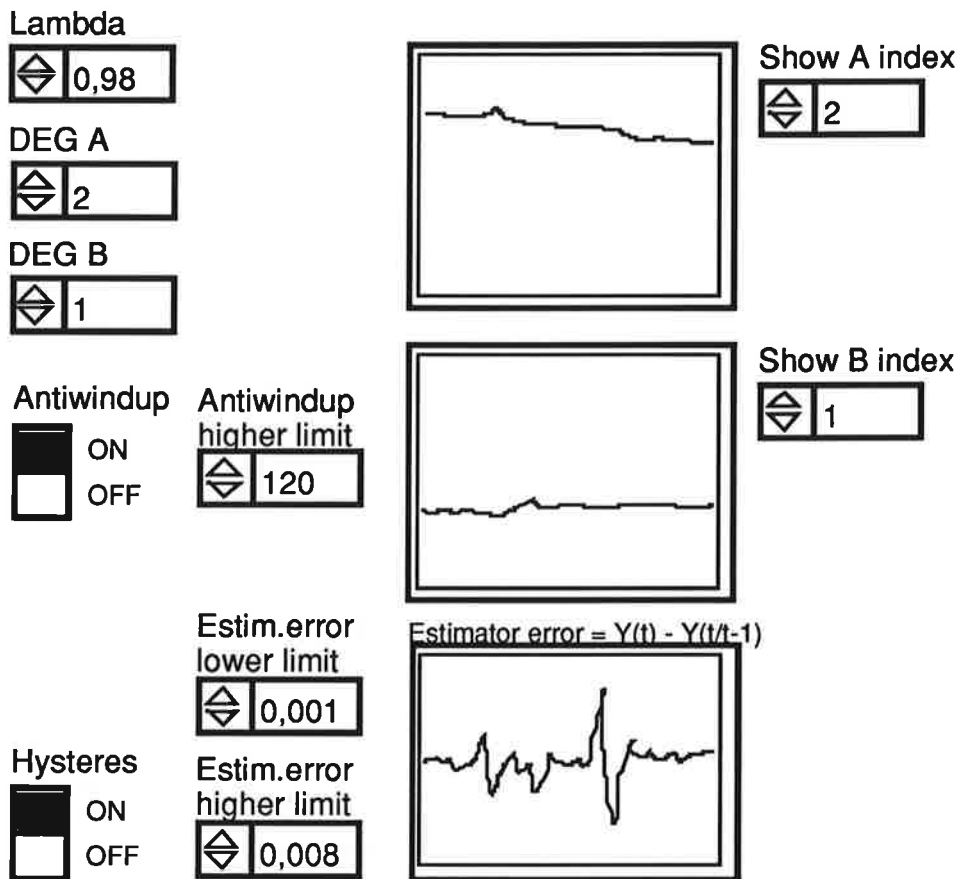 Lambda
0,98
DEG A
2
DEG B
1
Show A index
2
Show B index
1
Antiwindup
ON
OFF
Antiwindup
higher limit
120
Estim.error
lower limit
0,001
Estimator error = Y(t) - Y(t/t-1)
Hysteres
ON
OFF
Estim.error
higher limit
0,008